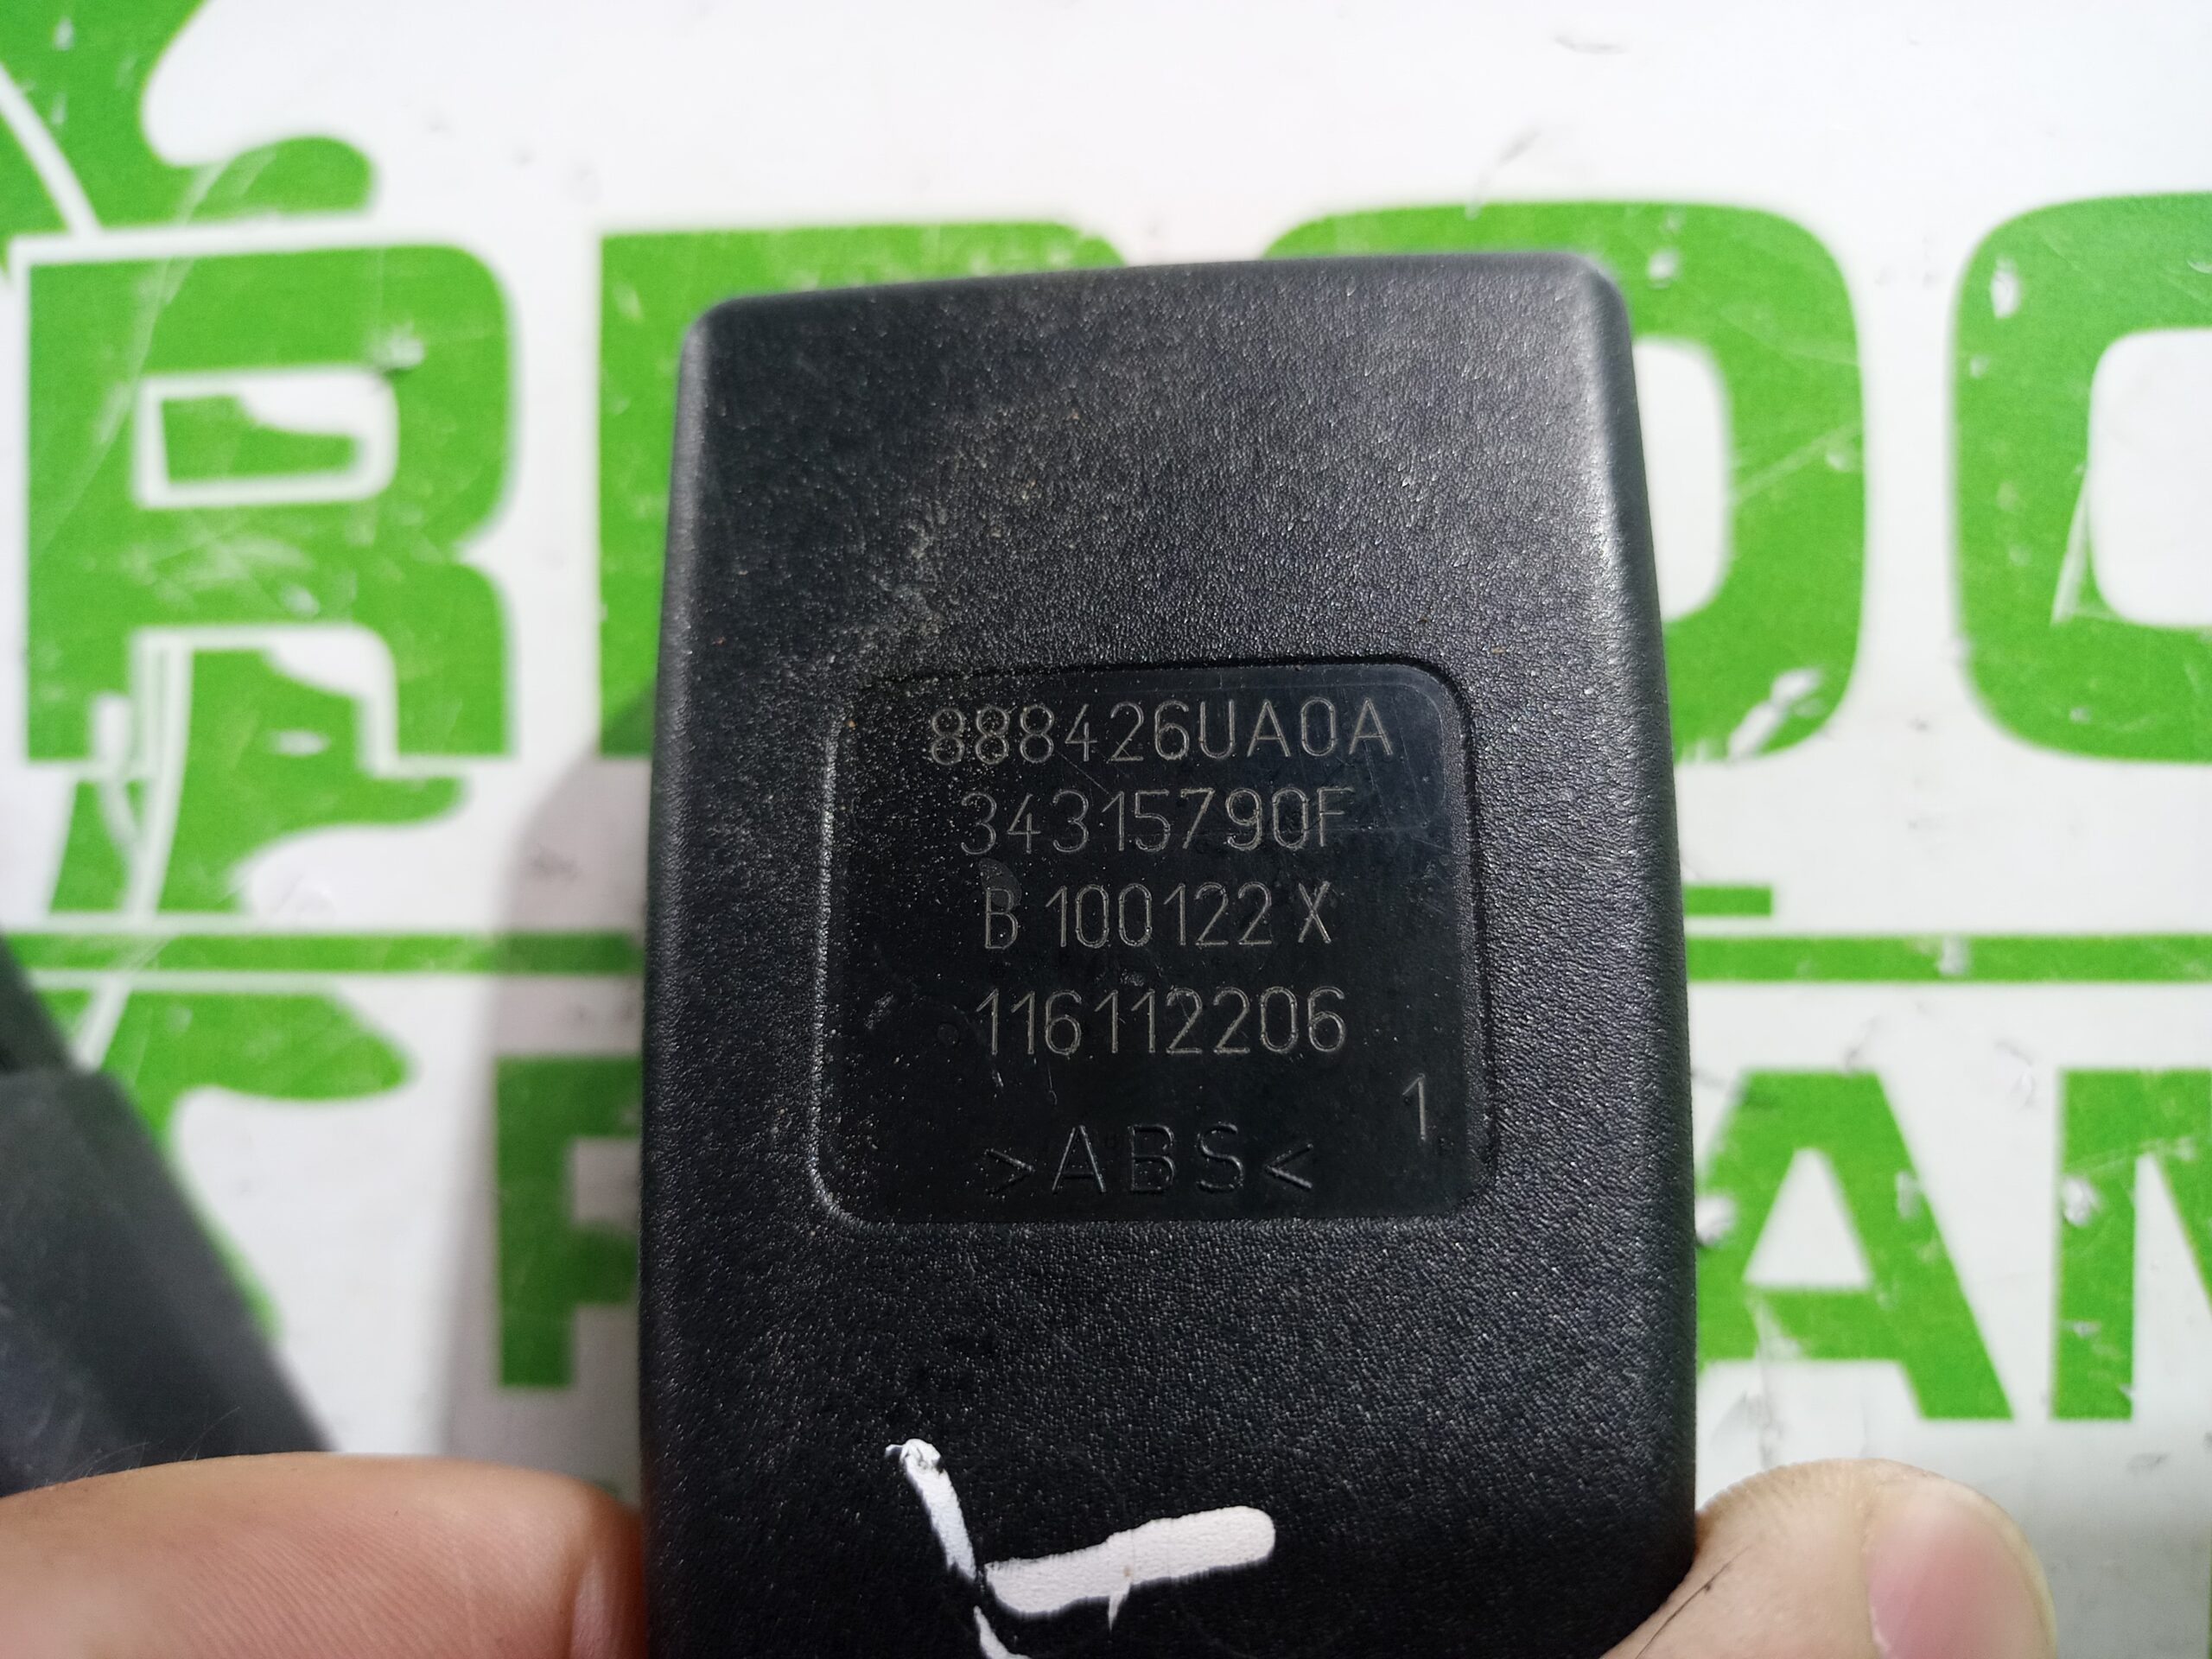 888426UA0A
34315790F
B 100122 X
116112206
1
>ABS<